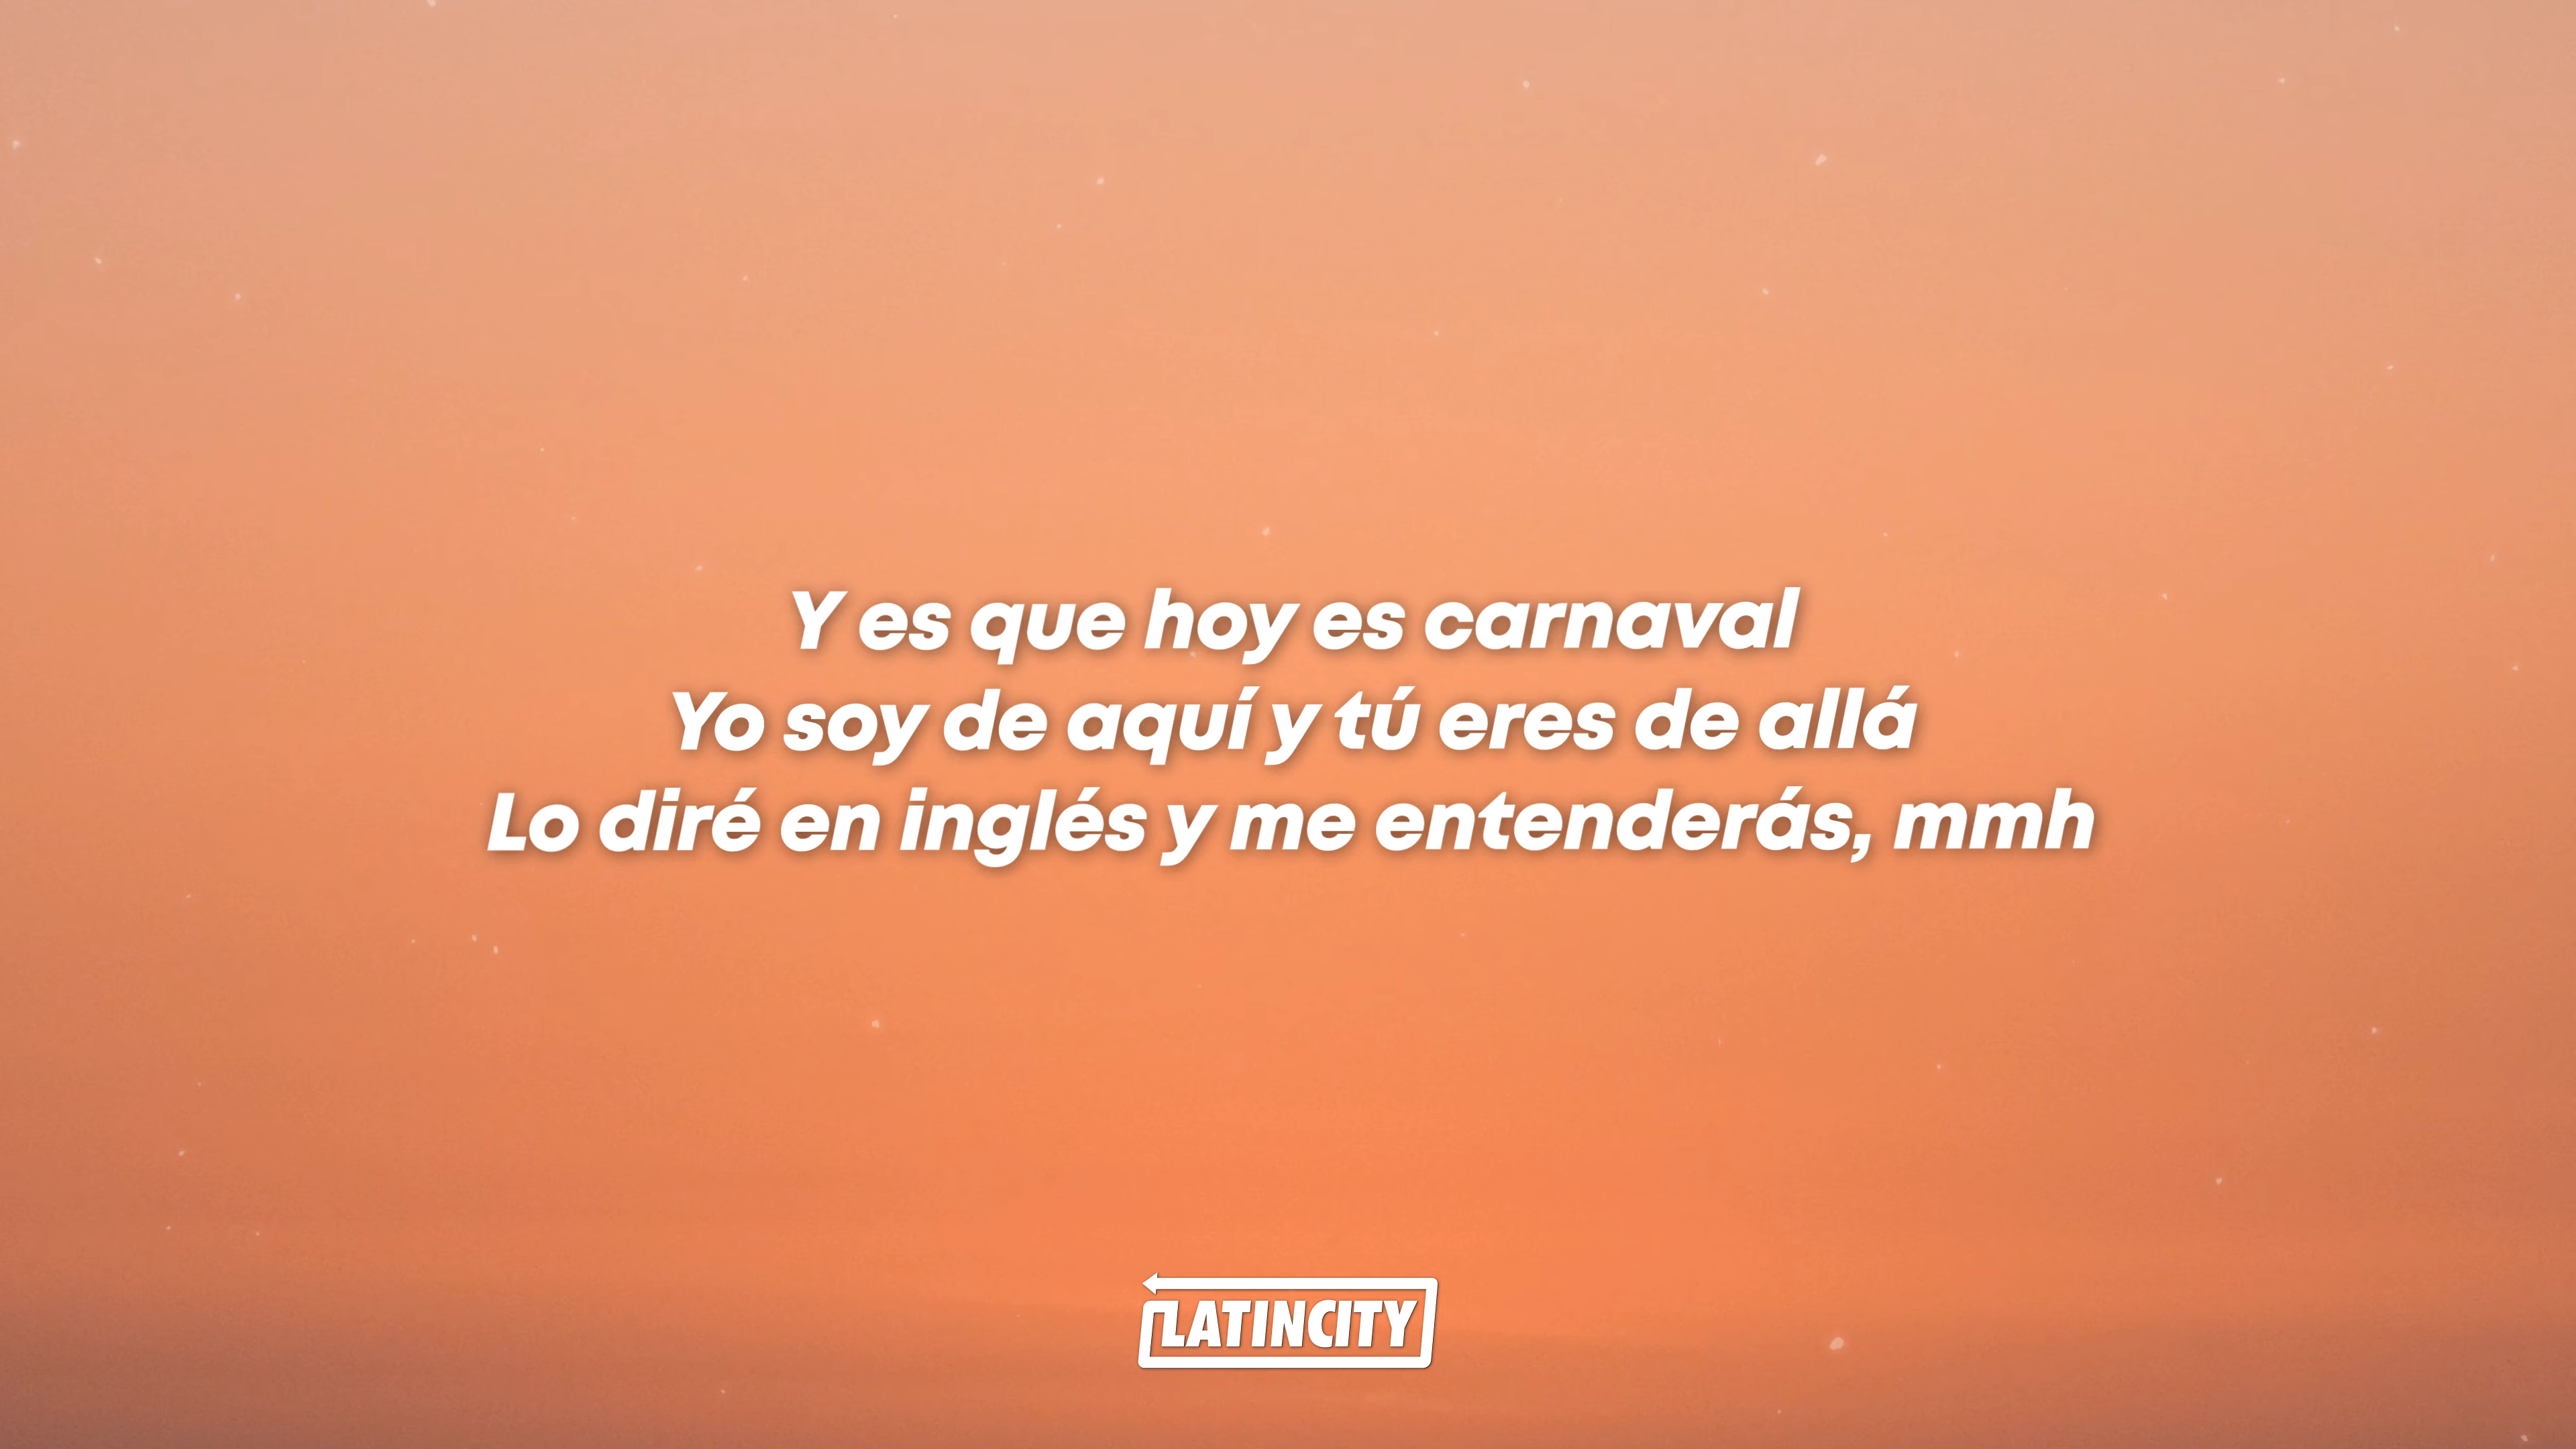 Y es que hoy es carnaval
Yo soy de aquí y tú eres de allá
Lo diré en inglés y me entenderás, mmh
LATINCITY